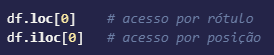 df.loc[0]    # acesso por rótulo
df.iloc[0]   # acesso por posição